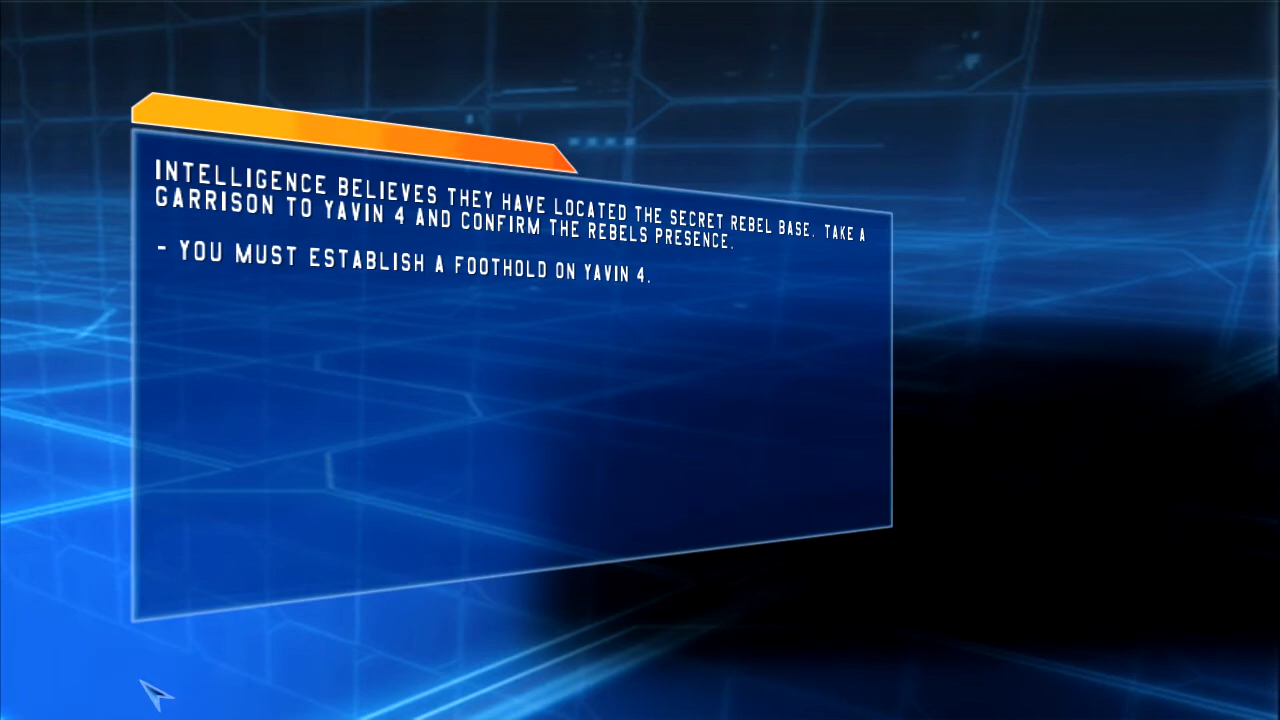 INTELLIGENCE BELIEVES THEY HAVE LOCATED THE SECRET REBEL BASE. TAKE A
GARRISON TO YAVIN 4 AND CONFIRM THE REBELS PRESENCE.
- YOU MUST ESTABLISH A FOOTHOLD ON YAVIN 4.